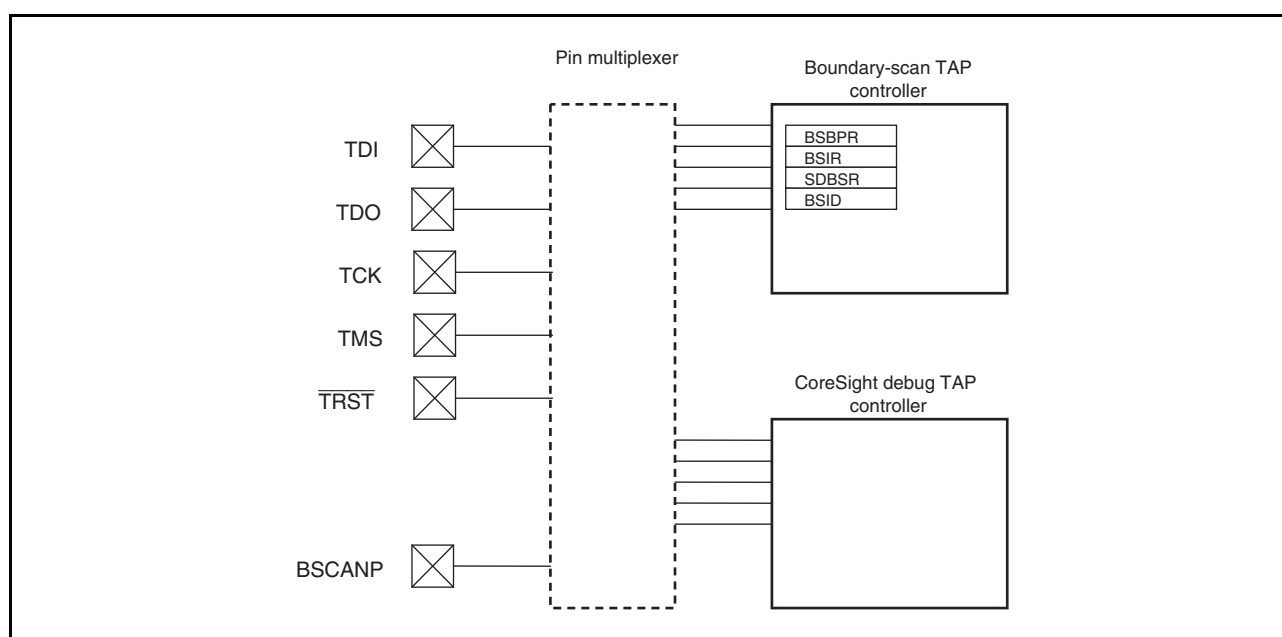 Pin multiplexer
Boundary-scan TAP
controller
TDI
BSBPR
BSIR
SDBSR
BSID
TDO
TCK
TMS
TRST
CoreSight debug TAP
controller
BSCANP